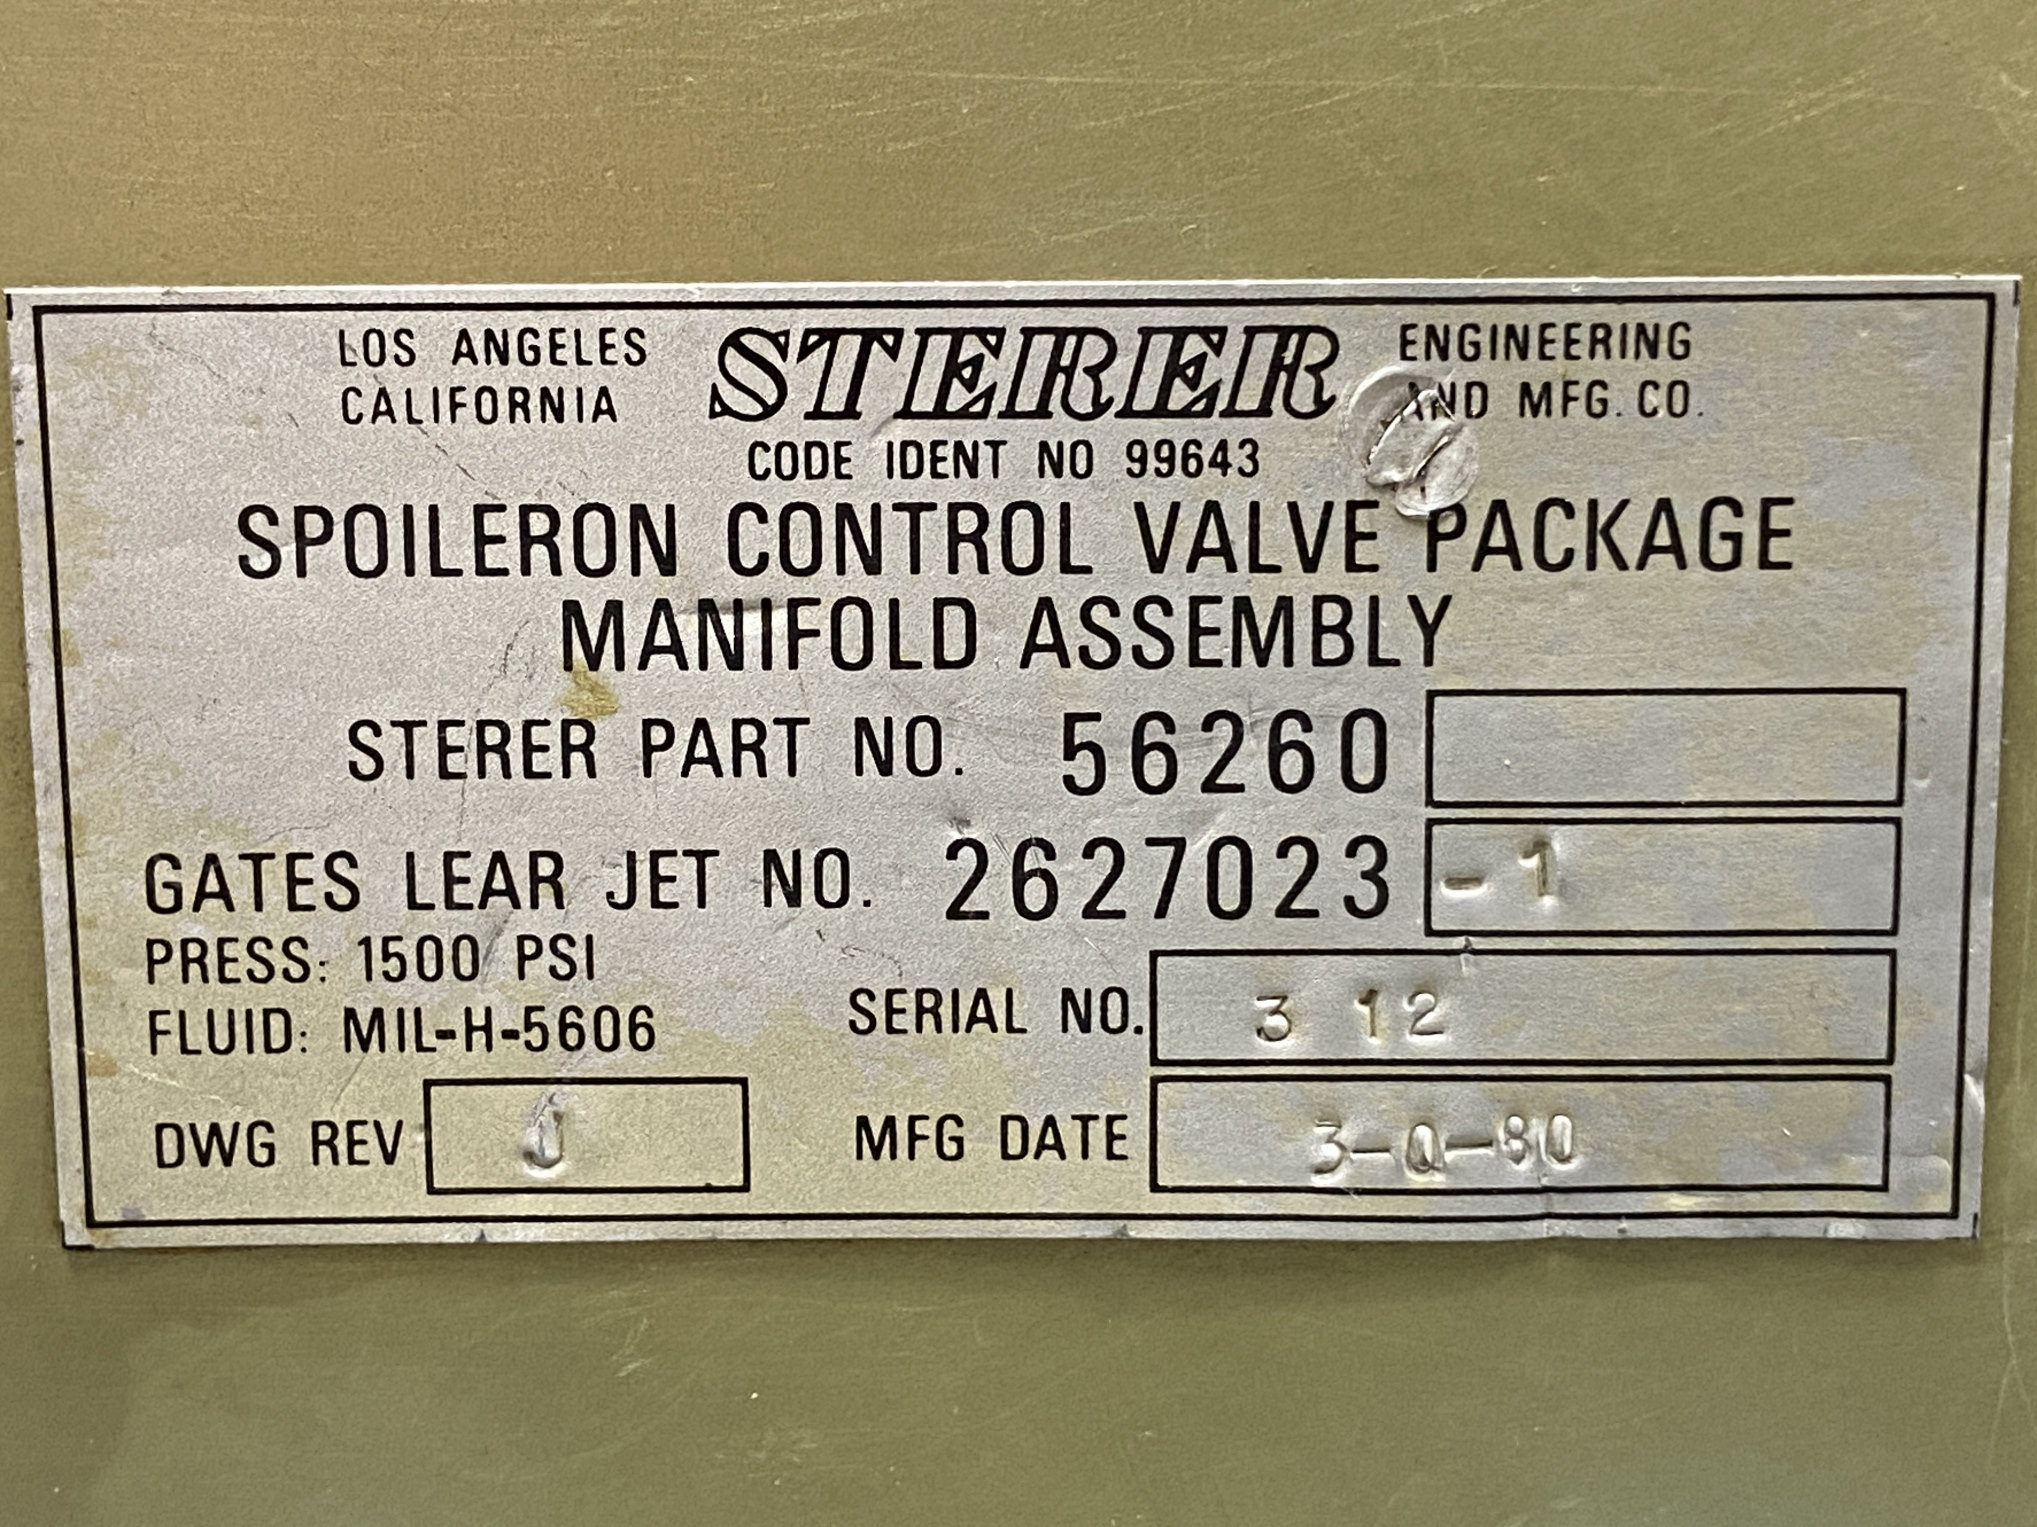 LOS ANGELES
CALIFORNIA
STERER
ENGINEERING
AND MFG. CO.
CODE IDENT NO 99643
SPOILERON CONTROL VALVE PACKAGE
MANIFOLD ASSEMBLY
STERER PART NO. 56260
GATES LEAR JET NO. 2627023 -1
PRESS: 1500 PSI
FLUID: MIL-H-5606
SERIAL NO. 3 12
DWG REV J
MFG DATE 3-Q-80